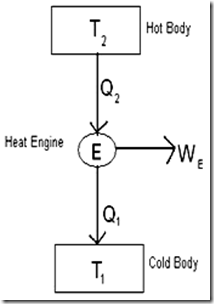 T2 Hot Body
Q2
Heat Engine E WE
Q1
T1 Cold Body